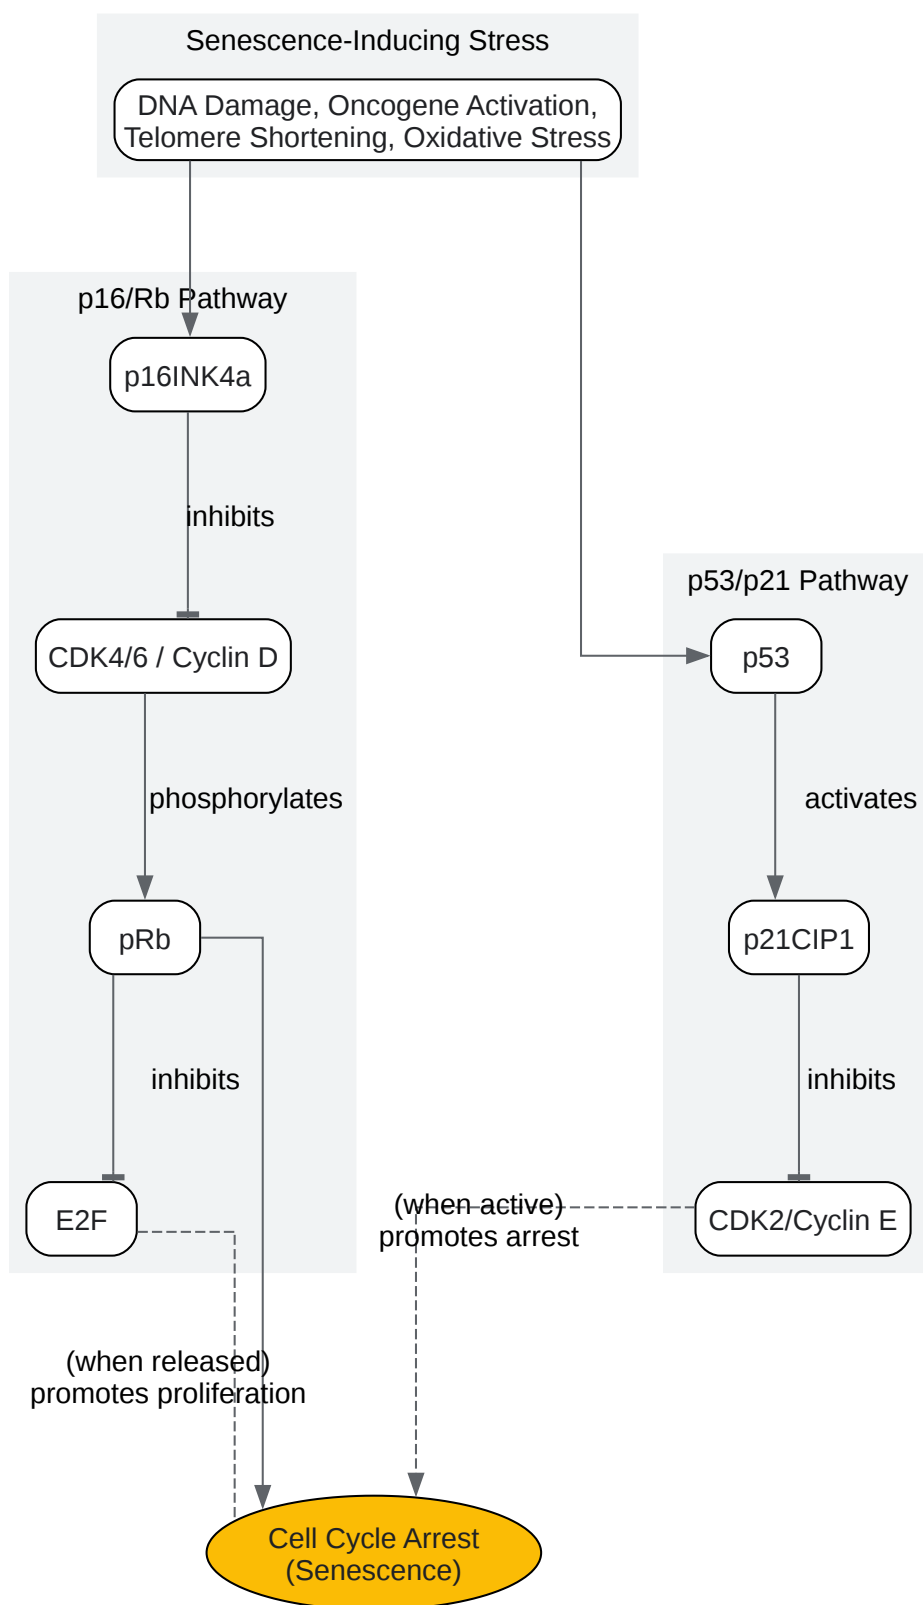 Senescence-Inducing Stress
DNA Damage, Oncogene Activation,
Telomere Shortening, Oxidative Stress
p16/Rb Pathway
p16INK4a
inhibits
CDK4/6 / Cyclin D
phosphorylates
pRb
inhibits
E2F
(when released)
promotes proliferation
p53/p21 Pathway
p53
activates
p21CIP1
inhibits
CDK2/Cyclin E
(when active)
promotes arrest
Cell Cycle Arrest
(Senescence)